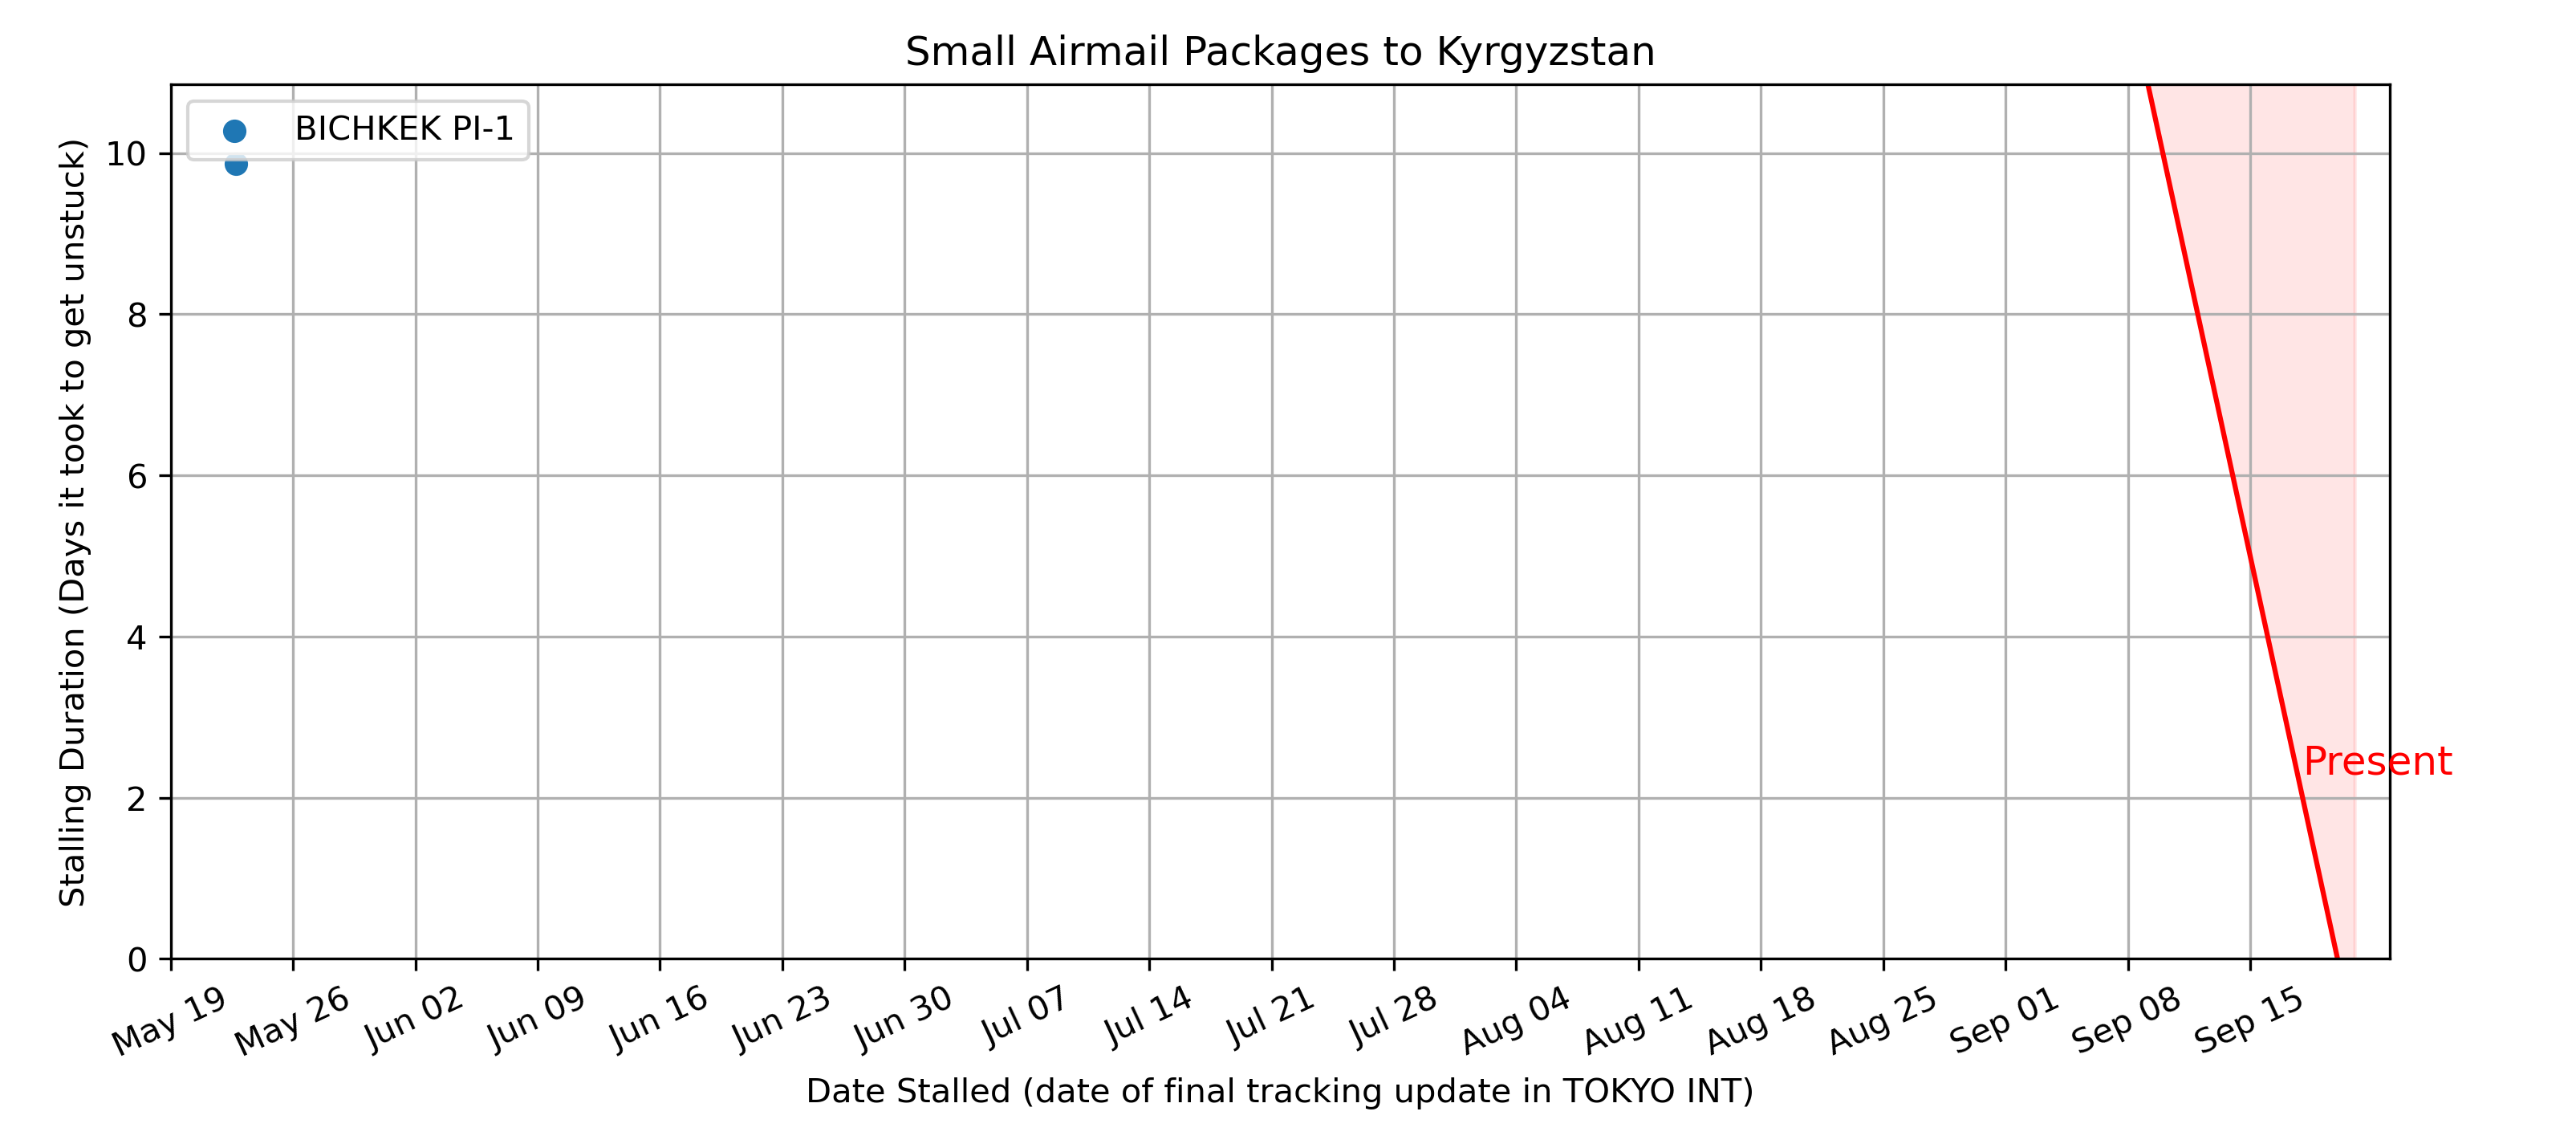 Small Airmail Packages to Kyrgyzstan
BICHKEK PI-1
Stalling Duration (Days it took to get unstuck)
10
8
6
4
2
0
Present
May 19
May 26
Jun 02
Jun 09
Jun 16
Jun 23
Jun 30
Jul 07
Jul 14
Jul 21
Jul 28
Aug 04
Aug 11
Aug 18
Aug 25
Sep 01
Sep 08
Sep 15
Date Stalled (date of final tracking update in TOKYO INT)